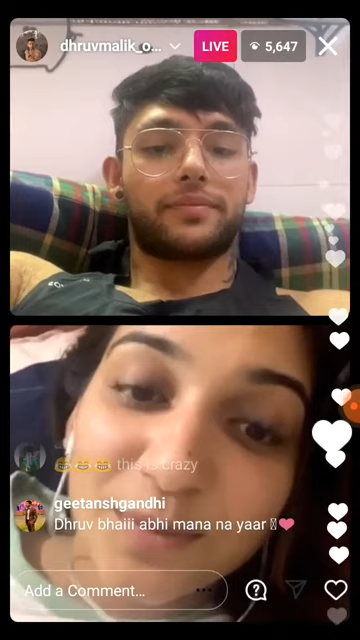 dhruvmalik_o...
LIVE
5,647
😂😂😂 this is crazy
geetanshgandhi
Dhruv bhaiii abhi mana na yaar ❤
Add a Comment...